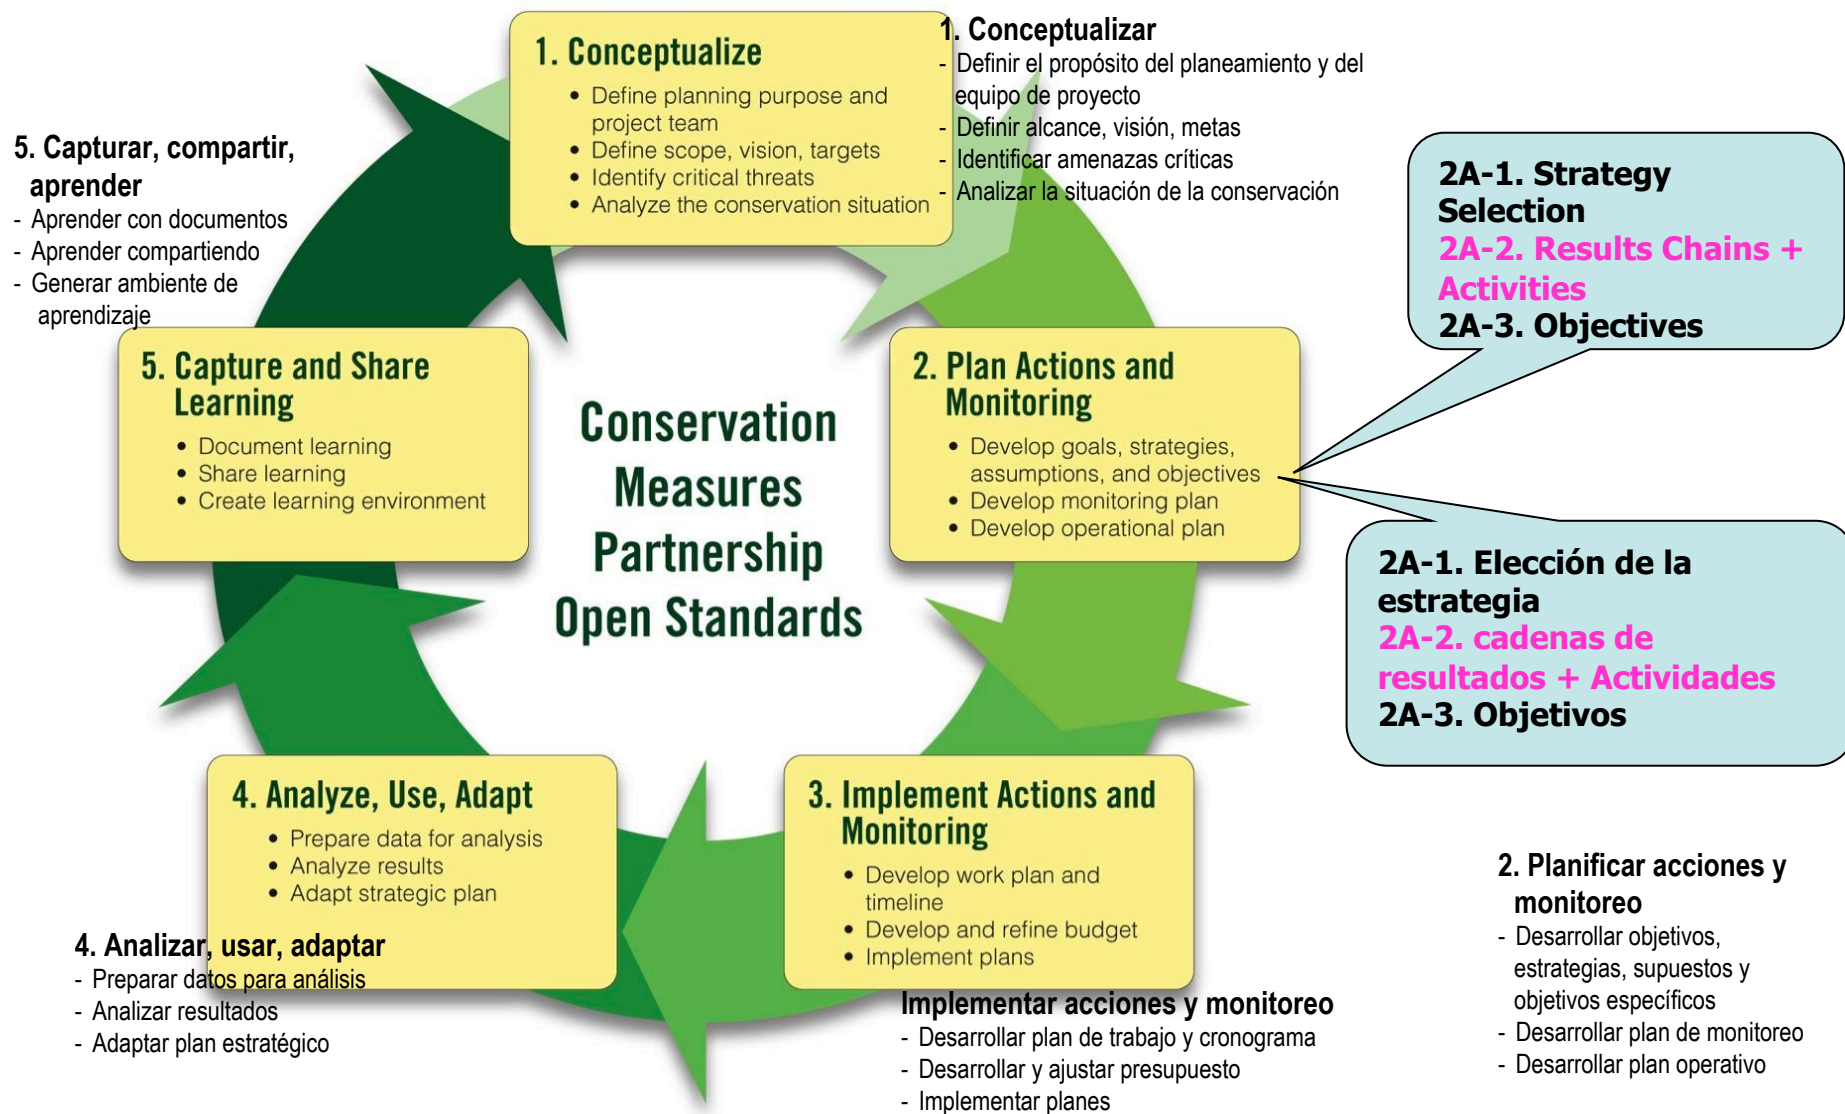 1. Conceptualize
• Define planning purpose and
project team
• Define scope, vision, targets
• Identify critical threats
• Analyze the conservation situation
1. Conceptualizar
- Definir el propósito del planeamiento y del
equipo de proyecto
- Definir alcance, visión, metas
- Identificar amenazas críticas
- Analizar la situación de la conservación
5. Capturar, compartir,
aprender
- Aprender con documentos
- Aprender compartiendo
- Generar ambiente de
aprendizaje
2A-1. Strategy
Selection
2A-2. Results Chains +
Activities
2A-3. Objectives
5. Capture and Share
Learning
• Document learning
• Share learning
• Create learning environment
Conservation
Measures
Partnership
Open Standards
2. Plan Actions and
Monitoring
• Develop goals, strategies,
assumptions, and objectives
• Develop monitoring plan
• Develop operational plan
2A-1. Elección de la
estrategia
2A-2. cadenas de
resultados + Actividades
2A-3. Objetivos
4. Analyze, Use, Adapt
• Prepare data for analysis
• Analyze results
• Adapt strategic plan
3. Implement Actions and
Monitoring
• Develop work plan and
timeline
• Develop and refine budget
• Implement plans
4. Analizar, usar, adaptar
- Preparar datos para análisis
- Analizar resultados
- Adaptar plan estratégico
Implementar acciones y monitoreo
- Desarrollar plan de trabajo y cronograma
- Desarrollar y ajustar presupuesto
- Implementar planes
2. Planificar acciones y
monitoreo
- Desarrollar objetivos,
estrategias, supuestos y
objetivos específicos
- Desarrollar plan de monitoreo
- Desarrollar plan operativo